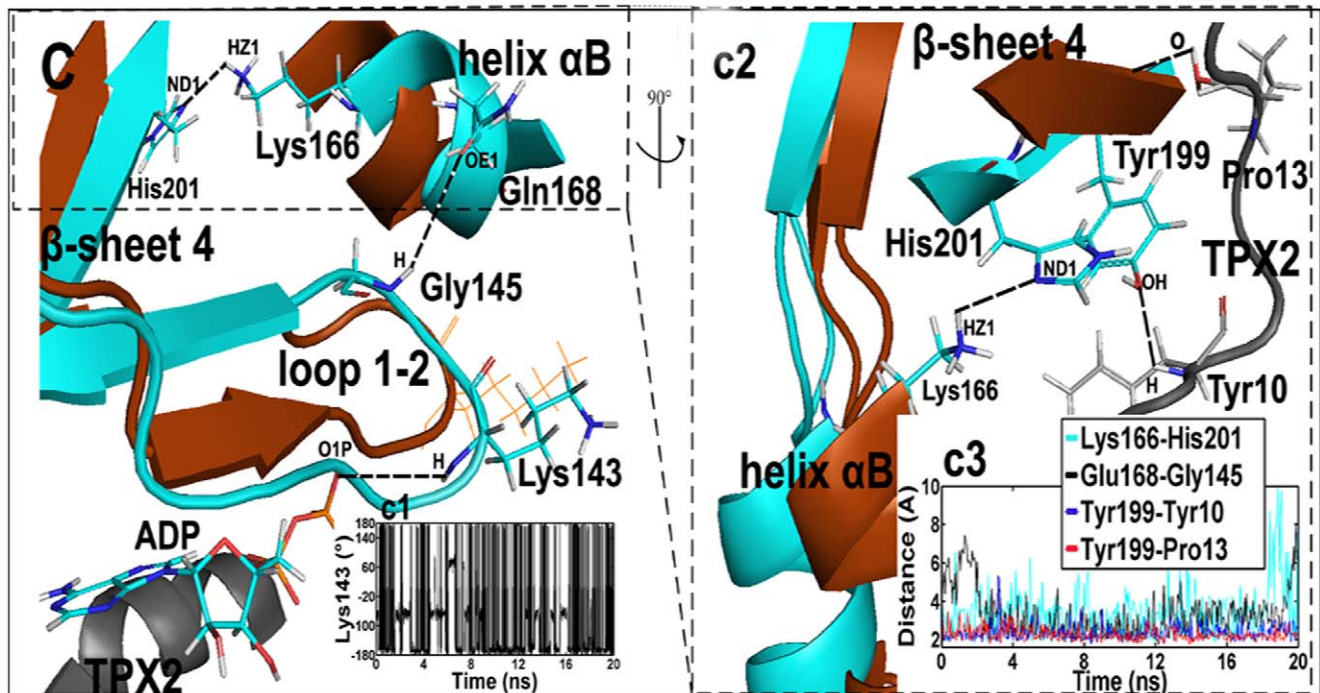 C
HZ1
helix αB
ND1
Lys166
OE1
His201
Gln168
β-sheet 4
H
Gly145
loop 1-2
O1P
H
Lys143
ADP
TPX2
c1
180
60
-100
-180
Lys143 (°)
0
4
8
12
16
20
Time (ns)
90°
c2
β-sheet 4
O
Tyr199
Pro13
His201
ND1
TPX2
OH
HZ1
Lys166
H
Tyr10
helix αB
c3
Lys166-His201
Glu168-Gly145
Tyr199-Tyr10
Tyr199-Pro13
10
8
6
4
2
Distance (A)
0
4
8
12
16
20
Time (ns)